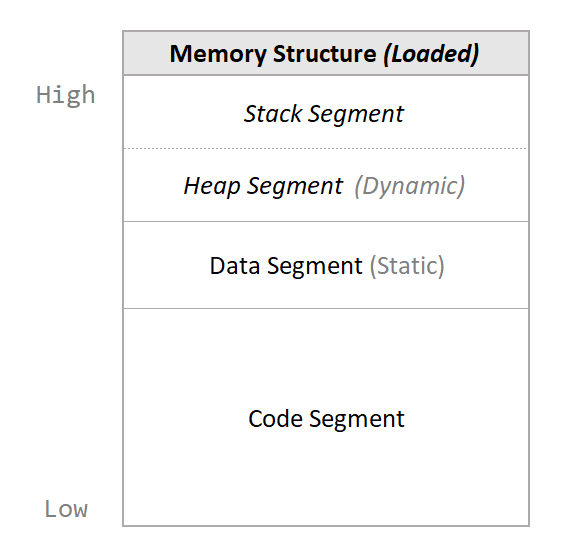 Memory Structure (Loaded)
High
Stack Segment
Heap Segment (Dynamic)
Data Segment (Static)
Code Segment
Low